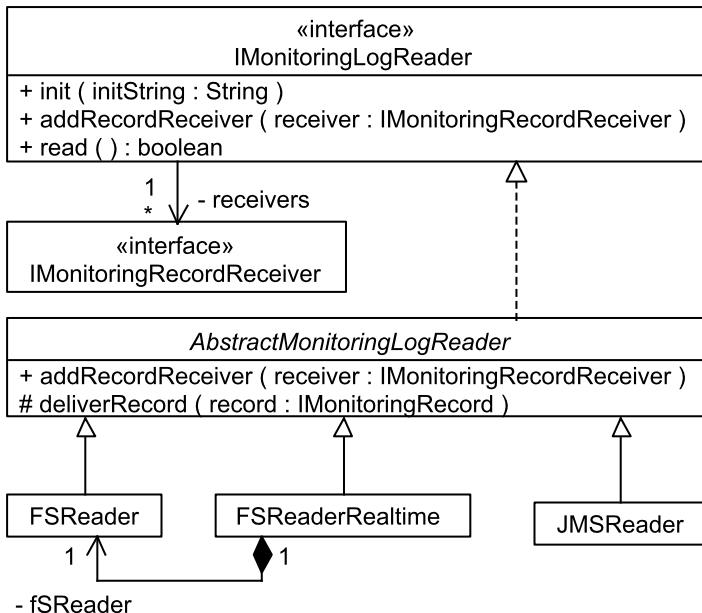 «interface»
IMonitoringLogReader
+ init ( initString : String )
+ addRecordReceiver ( receiver : IMonitoringRecordReceiver )
+ read ( ) : boolean
1
*
- receivers
«interface»
IMonitoringRecordReceiver
AbstractMonitoringLogReader
+ addRecordReceiver ( receiver : IMonitoringRecordReceiver )
# deliverRecord ( record : IMonitoringRecord )
FSReader
FSReaderRealtime
JMSReader
1
1
- fSReader